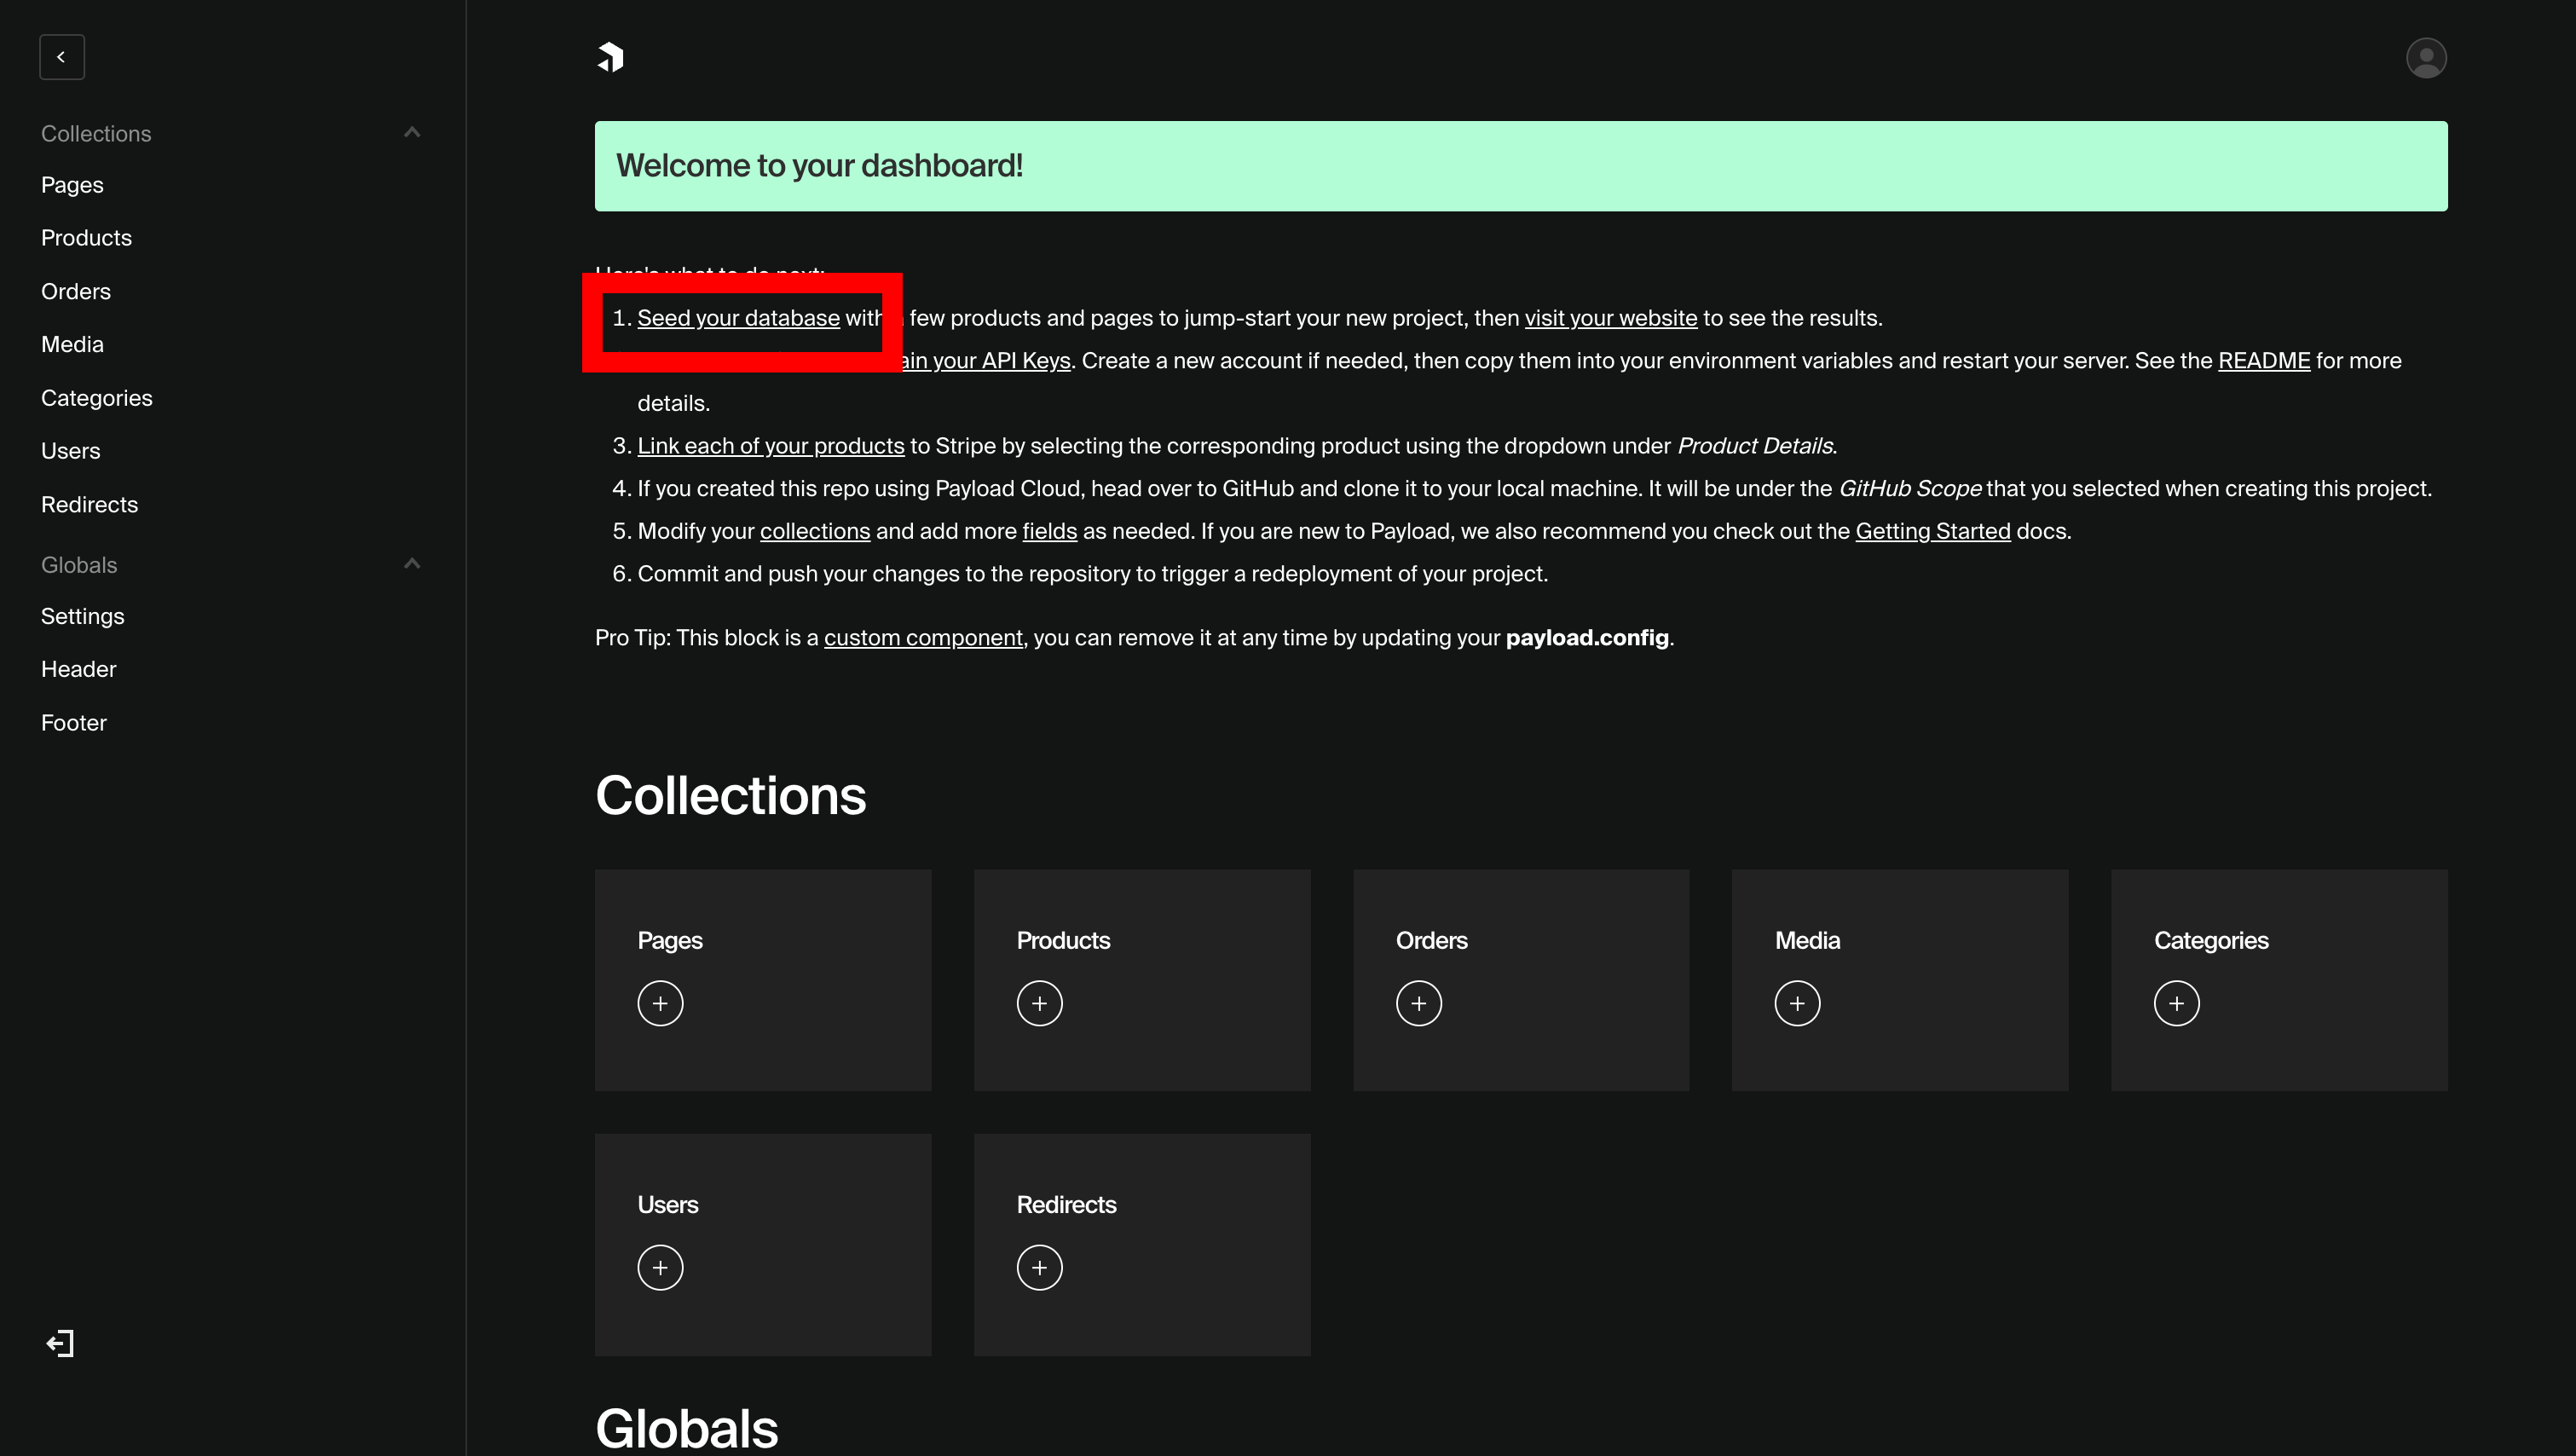 Collections
Pages
Products
Orders
Media
Categories
Users
Redirects
Globals
Settings
Header
Footer
Welcome to your dashboard!
Here's what to do next:
1. Seed your database with a few products and pages to jump-start your new project, then visit your website to see the results.
your API Keys. Create a new account if needed, then copy them into your environment variables and restart your server. See the README for more
details.
3. Link each of your products to Stripe by selecting the corresponding product using the dropdown under Product Details.
4. If you created this repo using Payload Cloud, head over to GitHub and clone it to your local machine. It will be under the GitHub Scope that you selected when creating this project.
5. Modify your collections and add more fields as needed. If you are new to Payload, we also recommend you check out the Getting Started docs.
6. Commit and push your changes to the repository to trigger a redeployment of your project.
Pro Tip: This block is a custom component, you can remove it at any time by updating your payload.config.
Collections
Pages
Products
Orders
Media
Categories
Users
Redirects
Globals